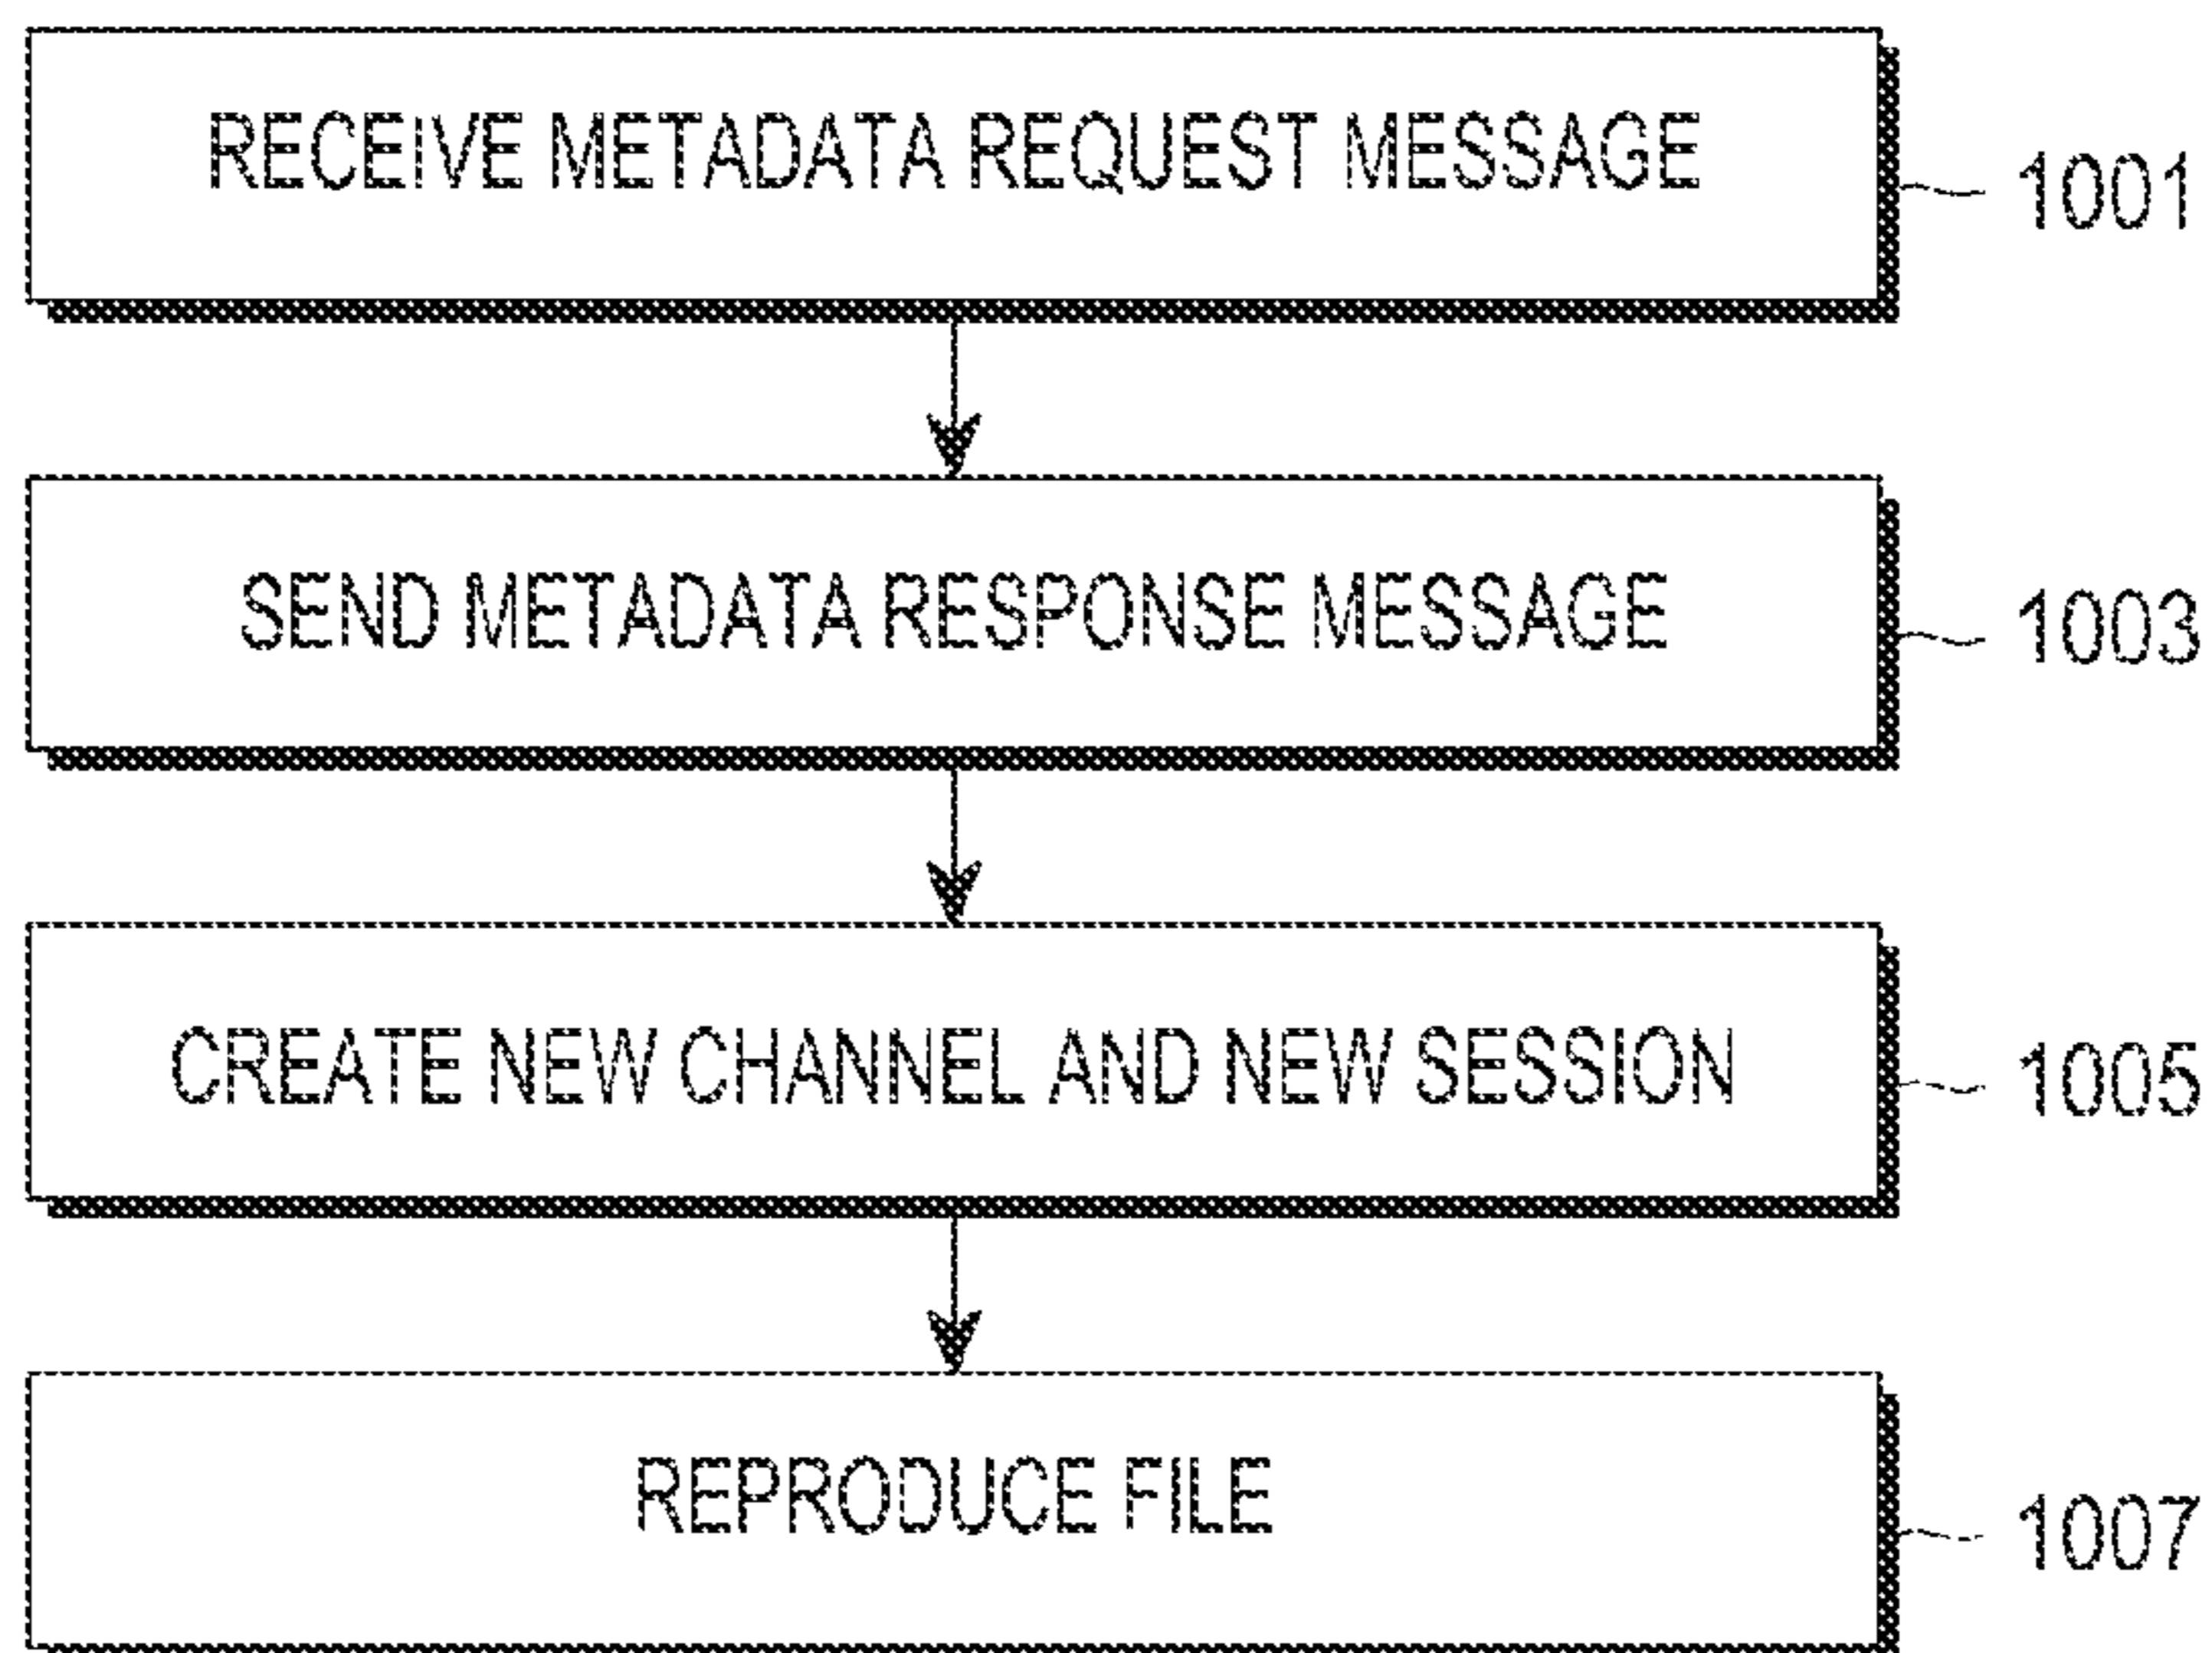 RECEIVE METADATA REQUEST MESSAGE
1001
SEND METADATA RESPONSE MESSAGE
1003
CREATE NEW CHANNEL AND NEW SESSION
1005
REPRODUCE FILE
1007